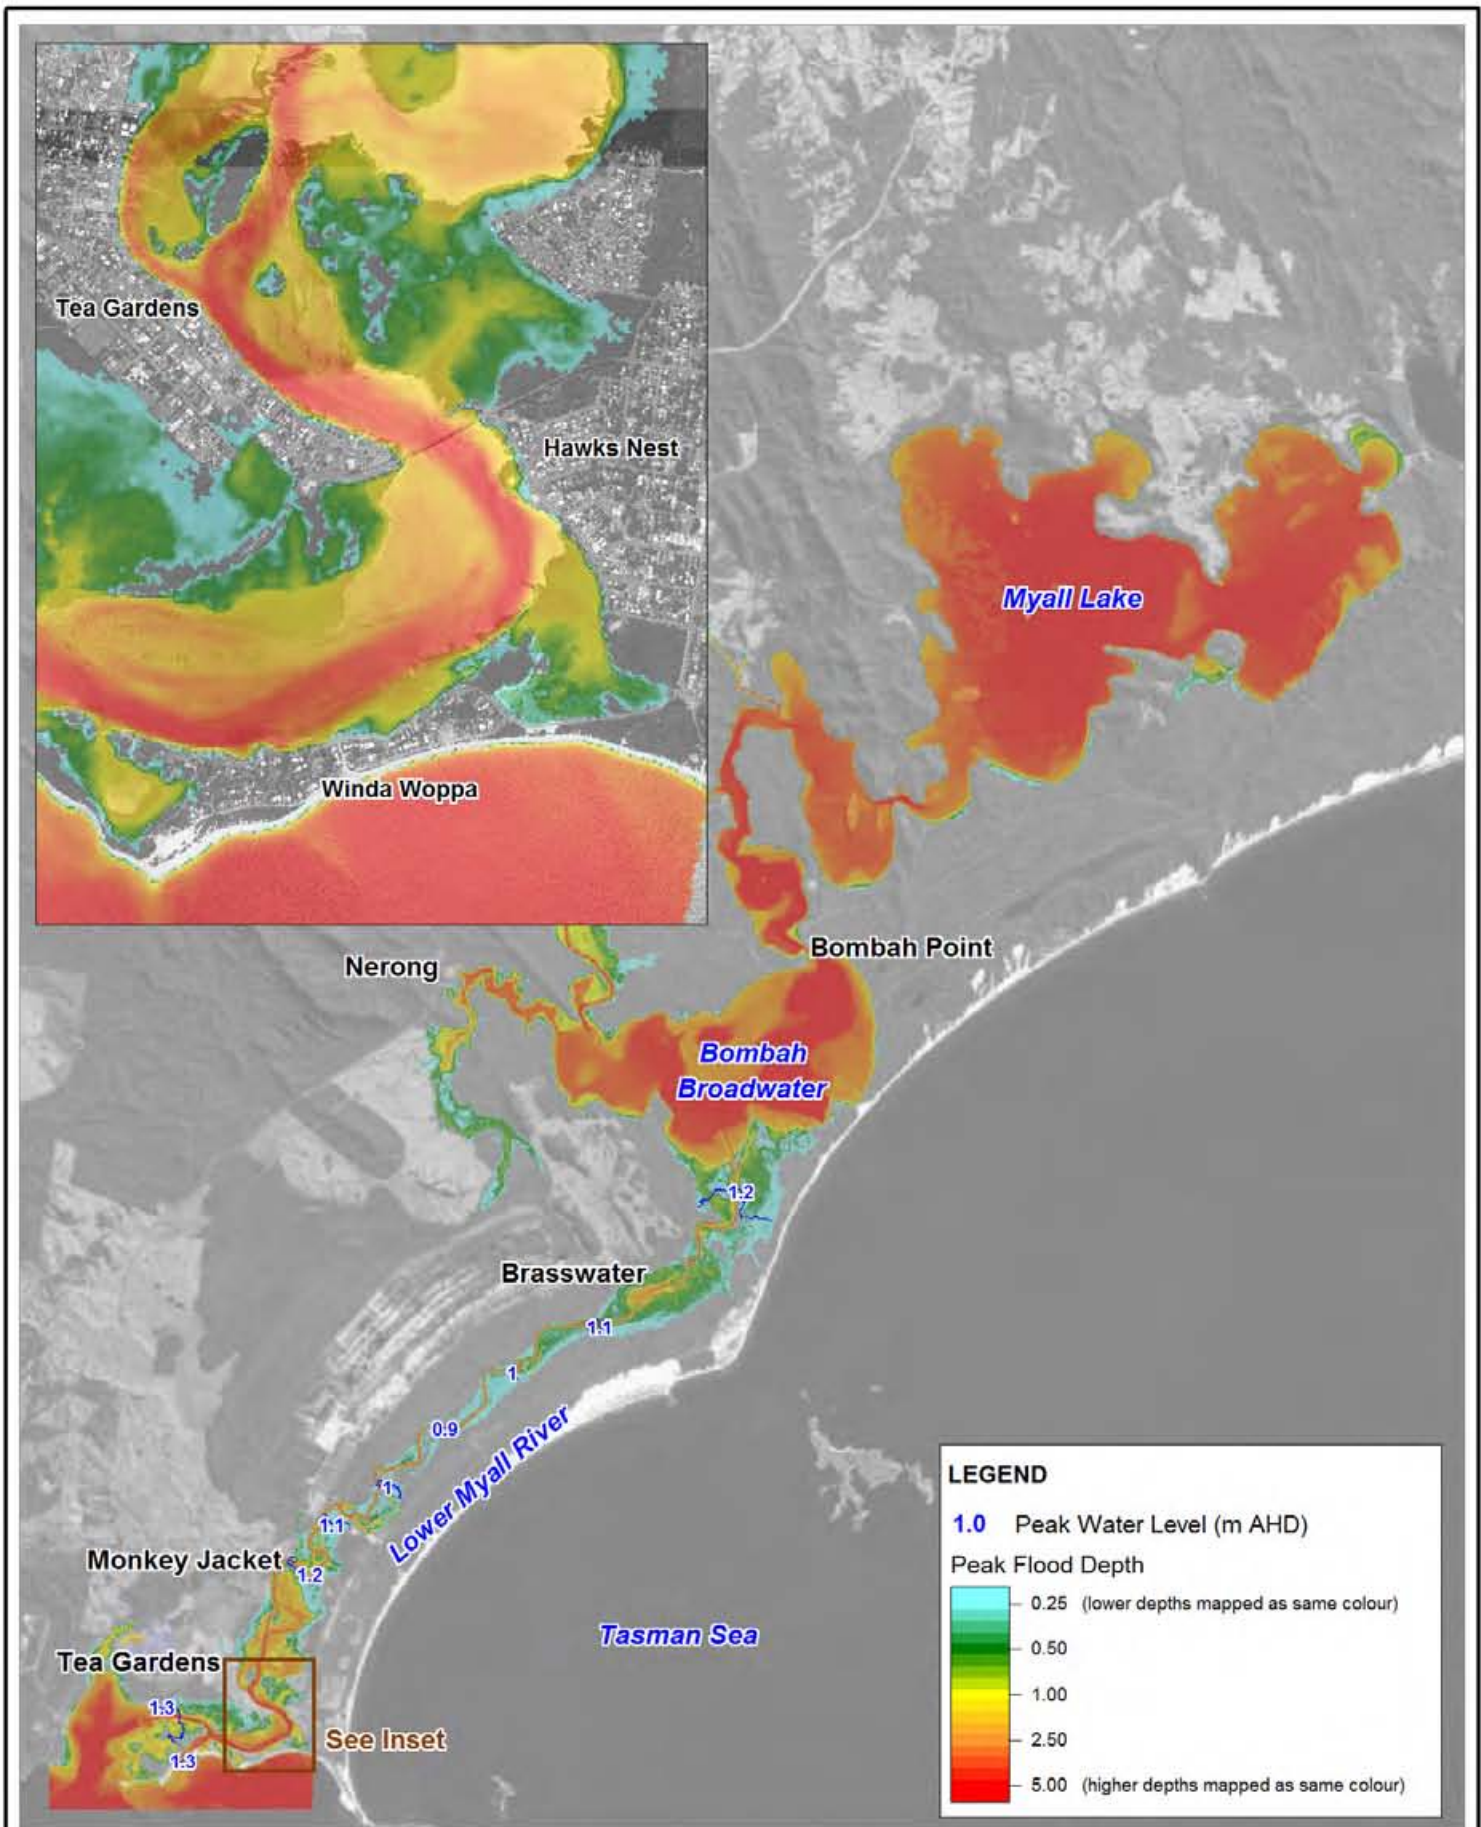 Tea Gardens
Hawks Nest
Winda Woppa
Myall Lake
Bombah Point
Nerong
Bombah
Broadwater
1.2
Brasswater
1.1
1
0.9
1
1.1
Lower Myall River
Monkey Jacket
1.2
Tasman Sea
Tea Gardens
1.3
1.3
See Inset
LEGEND
1.0 Peak Water Level (m AHD)
Peak Flood Depth
0.25 (lower depths mapped as same colour)
0.50
1.00
2.50
5.00 (higher depths mapped as same colour)